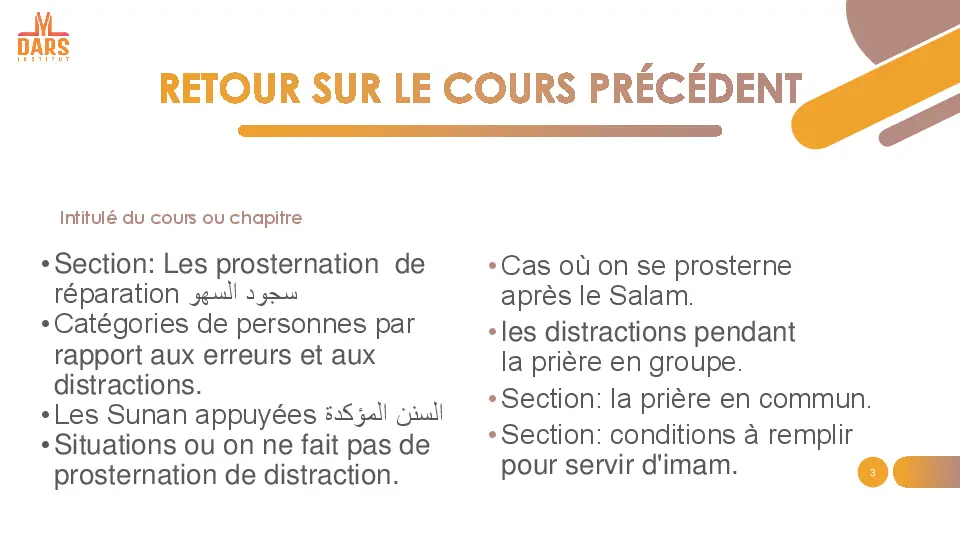 DARS
INSTITUT
RETOUR SUR LE COURS PRÉCÉDENT
Intitulé du cours ou chapitre
•Section: Les prosternation  de
réparation سجود السهو
•Catégories de personnes par
rapport aux erreurs et aux
distractions.
•Les Sunan appuyées السنن المؤكدة
•Situations ou on ne fait pas de
prosternation de distraction.
•Cas où on se prosterne
après le Salam.
•les distractions pendant
la prière en groupe.
•Section: la prière en commun.
•Section: conditions à remplir
pour servir d'imam.
3